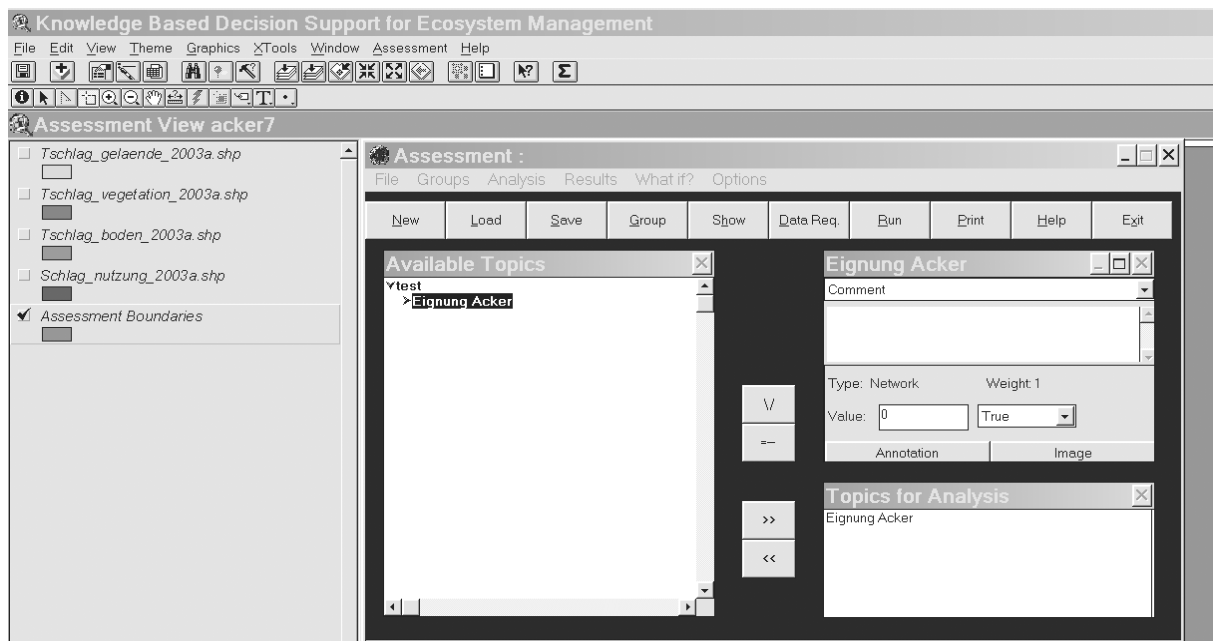 Knowledge Based Decision Support for Ecosystem Management
File Edit View Theme Graphics XTools Window Assessment Help
Assessment View acker7
Tschlag_gelaende_2003a.shp
Tschlag_vegetation_2003a.shp
Tschlag_boden_2003a.shp
Schlag_nutzung_2003a.shp
Assessment Boundaries
Assessment :
File Groups Analysis Results What if? Options
New Load Save Group Show Data Req. Run Print Help Exit
Available Topics
test
Eignung Acker
\/
=--
>>
<<
Eignung Acker
Comment
Type: Network Weight: 1
Value: 0 True
Annotation Image
Topics for Analysis
Eignung Acker